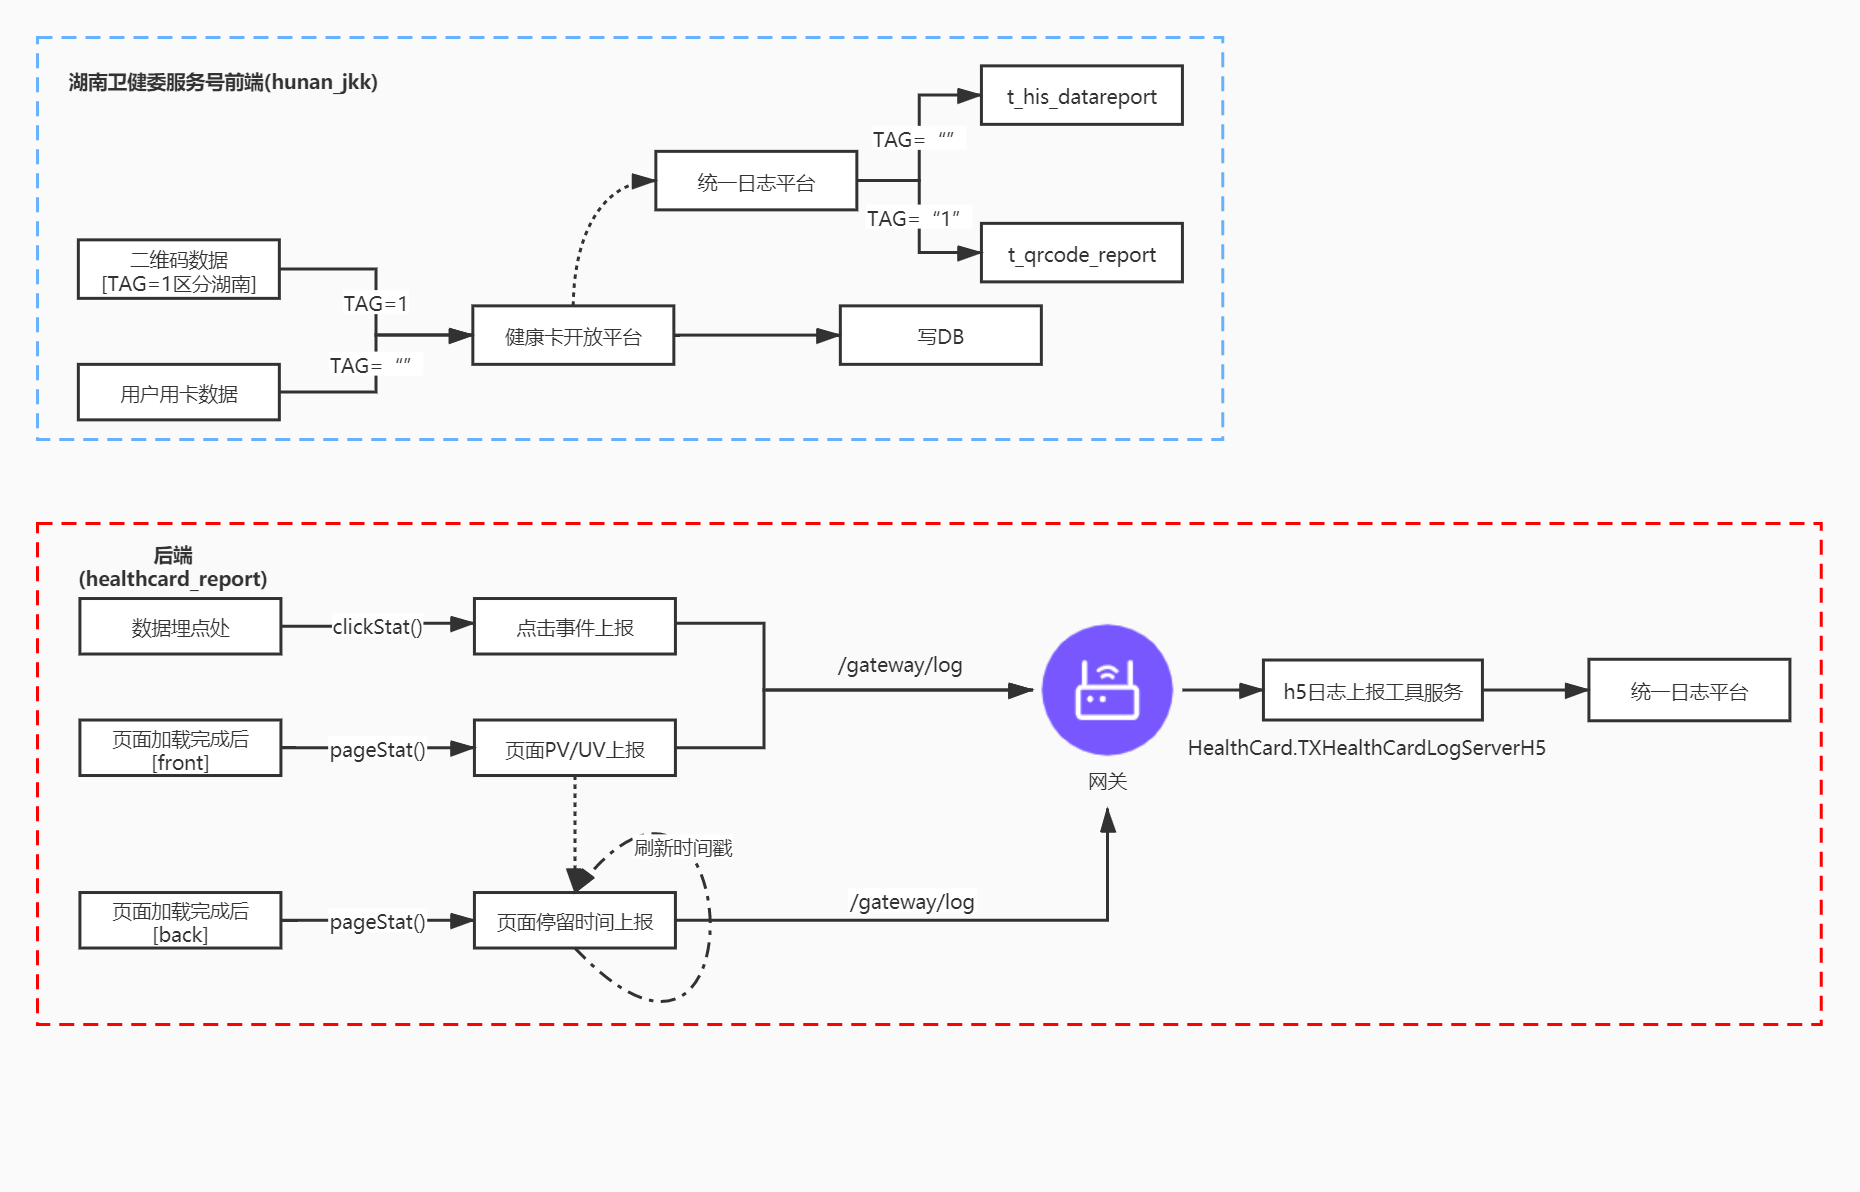 湖南卫健委服务号前端(hunan_jkk)
t_his_datareport
TAG=“”
统一日志平台
TAG=“1”
t_qrcode_report
二维码数据
[TAG=1区分湖南]
TAG=1
健康卡开放平台
写DB
TAG=“”
用户用卡数据
后端
(healthcard_report)
数据埋点处
clickStat()
点击事件上报
/gateway/log
h5日志上报工具服务
统一日志平台
页面加载完成后
[front]
pageStat()
页面PV/UV上报
HealthCard.TXHealthCardLogServerH5
网关
刷新时间戳
页面加载完成后
[back]
pageStat()
页面停留时间上报
/gateway/log